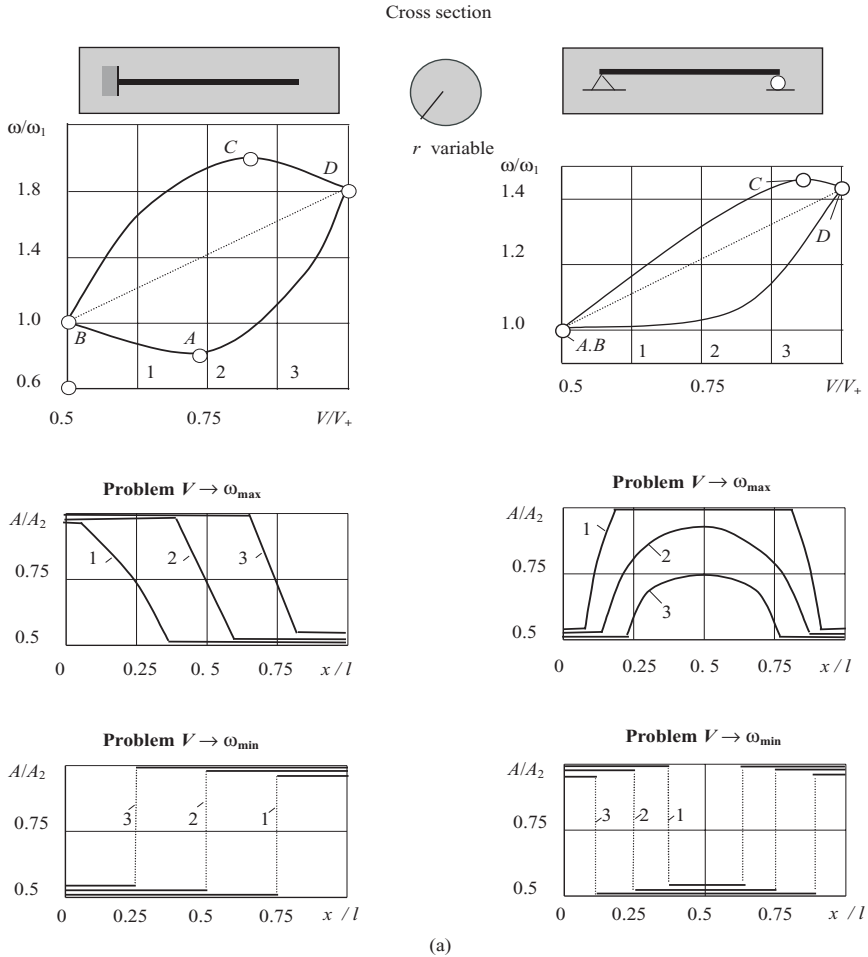 Cross section
r variable
ω/ω1
C
D
1.8
1.4
1.0
B
A
0.6
1
2
3
0.5
0.75
V/V+
ω/ω1
1.4
C
D
1.2
1.0
A.B
1
2
3
0.5
0.75
V/V+
Problem V → ωmax
A/A2
1
2
3
0.75
0.5
0
0.25
0.5
0.75
x / l
Problem V → ωmax
A/A2
1
2
3
0.75
0.5
0
0.25
0. 5
0.75
x / l
Problem V → ωmin
A/A2
3
2
1
0.75
0.5
0
0.25
0.5
0.75
x / l
Problem V → ωmin
A/A2
3
2
1
0.75
0.5
0
0.25
0.5
0.75
x / l
(a)